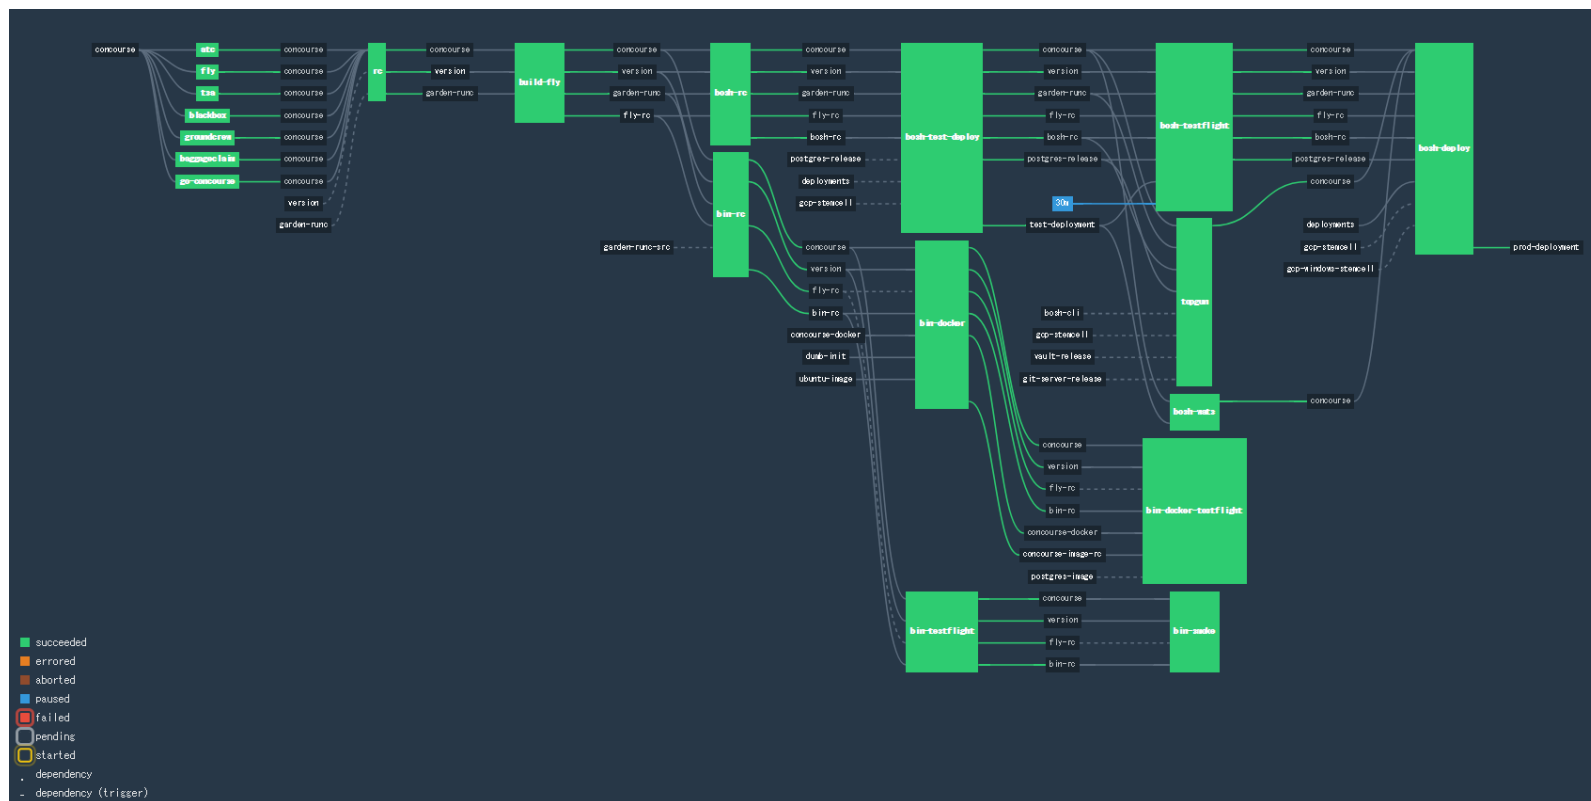 concourse
atc
fly
tsa
blackbox
groundcrew
baggageclaim
go-concourse
concourse
concourse
concourse
concourse
concourse
concourse
concourse
version
garden-runc
rc
concourse
version
garden-runc
build-fly
concourse
version
garden-runc
fly-rc
garden-runc-src
bosh-rc
bin-rc
concourse
version
garden-runc
fly-rc
bosh-rc
postgres-release
deployments
gcp-stemcell
concourse
version
fly-rc
bin-rc
concourse-docker
dumb-init
ubuntu-image
bosh-test-deploy
bin-docker
bin-testflight
concourse
version
garden-runc
fly-rc
bosh-rc
postgres-release
30m
test-deployment
bosh-cli
gcp-stemcell
vault-release
git-server-release
concourse
version
fly-rc
bin-rc
concourse-docker
concourse-image-rc
postgres-image
concourse
version
fly-rc
bin-rc
bosh-testflight
topgun
bosh-wats
bin-docker-testflight
bin-smoke
concourse
version
garden-runc
fly-rc
bosh-rc
postgres-release
concourse
deployments
gcp-stemcell
gcp-windows-stemcell
concourse
bosh-deploy
prod-deployment
succeeded
errored
aborted
paused
failed
pending
started
dependency
dependency (trigger)